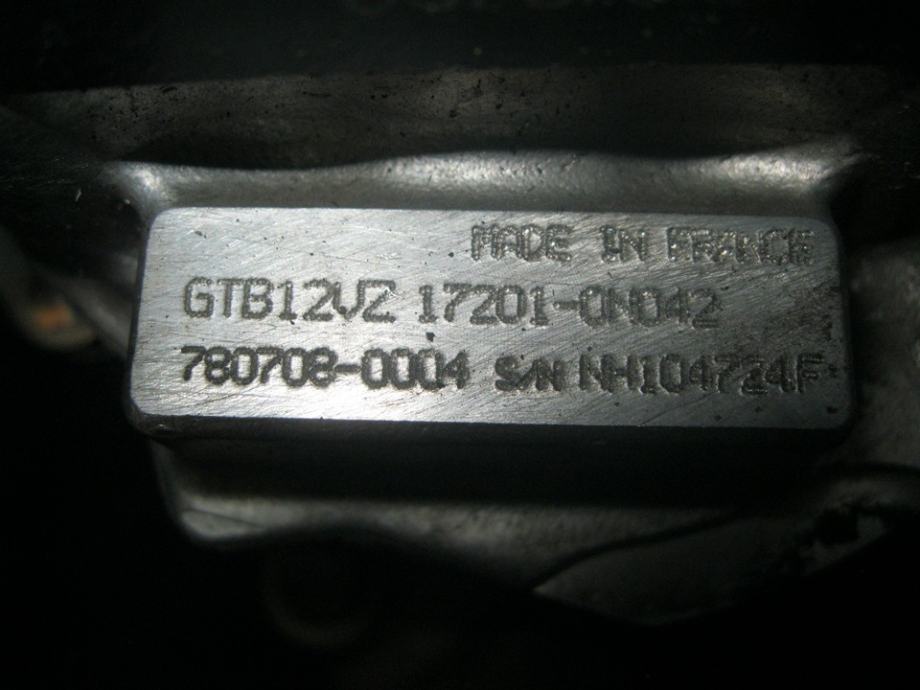 MADE IN FRANCE
GTB12VZ 17201-0N042
780708-0004 S/N NH104724F